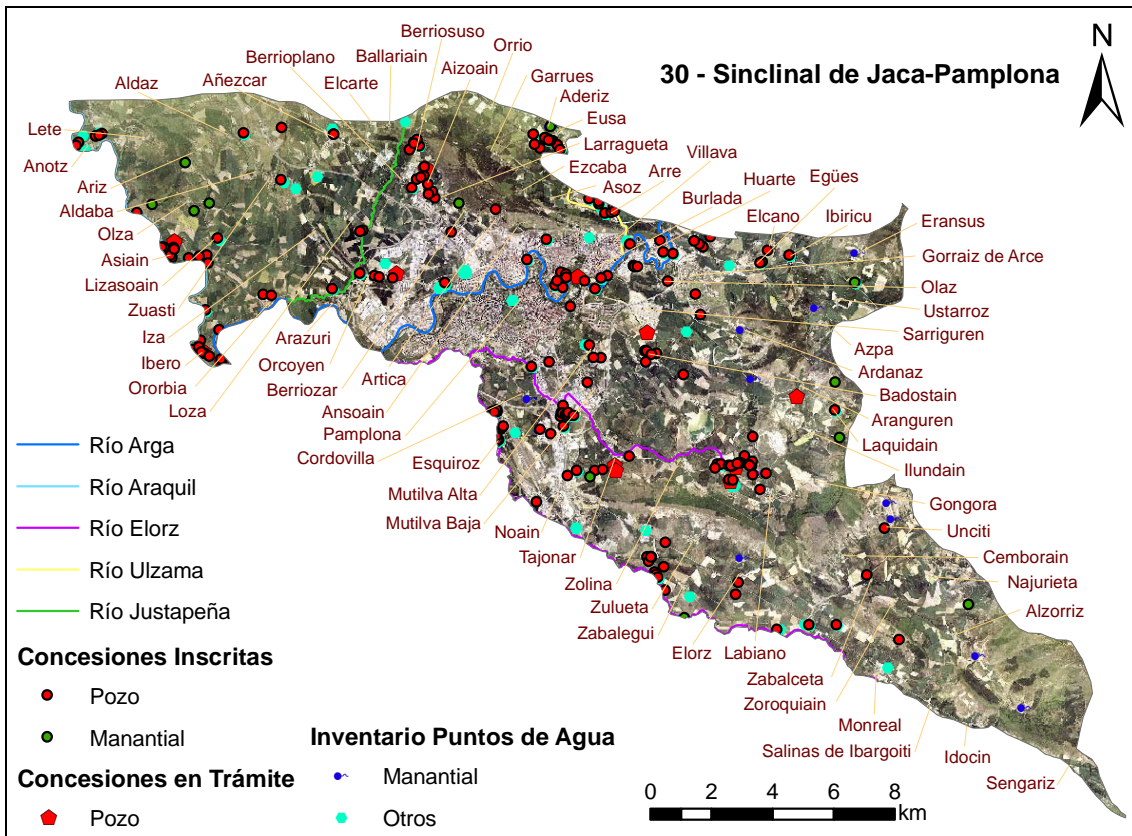 Berriosuso
Berrioplano
Ballariain
Orrio
Aldaz
Añezcar
Elcarte
Aizoain
Garrues
30 - Sinclinal de Jaca-Pamplona
N
Aderiz
Lete
Eusa
Anotz
Larragueta
Villava
Ezcaba
Arre
Huarte
Ariz
Asoz
Burlada
Egües
Aldaba
Elcano
Ibiricu
Eransus
Olza
Asiain
Gorraiz de Arce
Lizasoain
Olaz
Zuasti
Ustarroz
Iza
Arazuri
Sarriguren
Ibero
Orcoyen
Azpa
Ororbia
Berriozar
Artica
Ardanaz
Loza
Ansoain
Badostain
Pamplona
Aranguren
Río Arga
Cordovilla
Laquidain
Esquiroz
Ilundain
Río Araquil
Mutilva Alta
Gongora
Mutilva Baja
Unciti
Río Elorz
Noain
Tajonar
Cemborain
Río Ulzama
Zolina
Najurieta
Zulueta
Alzorriz
Río Justapeña
Zabalegui
Elorz
Labiano
Concesiones Inscritas
Zabalceta
Pozo
Zoroquiain
Manantial
Inventario Puntos de Agua
Monreal
Salinas de Ibargoiti
Idocin
Concesiones en Trámite
Manantial
Sengariz
Pozo
Otros
0 2 4 6 8
km